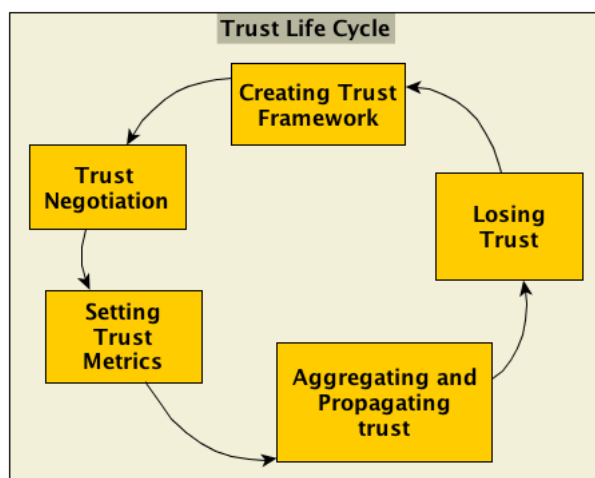 Trust Life Cycle
Creating Trust
Framework
Trust
Negotiation
Setting
Trust
Metrics
Aggregating and
Propagating
trust
Losing
Trust